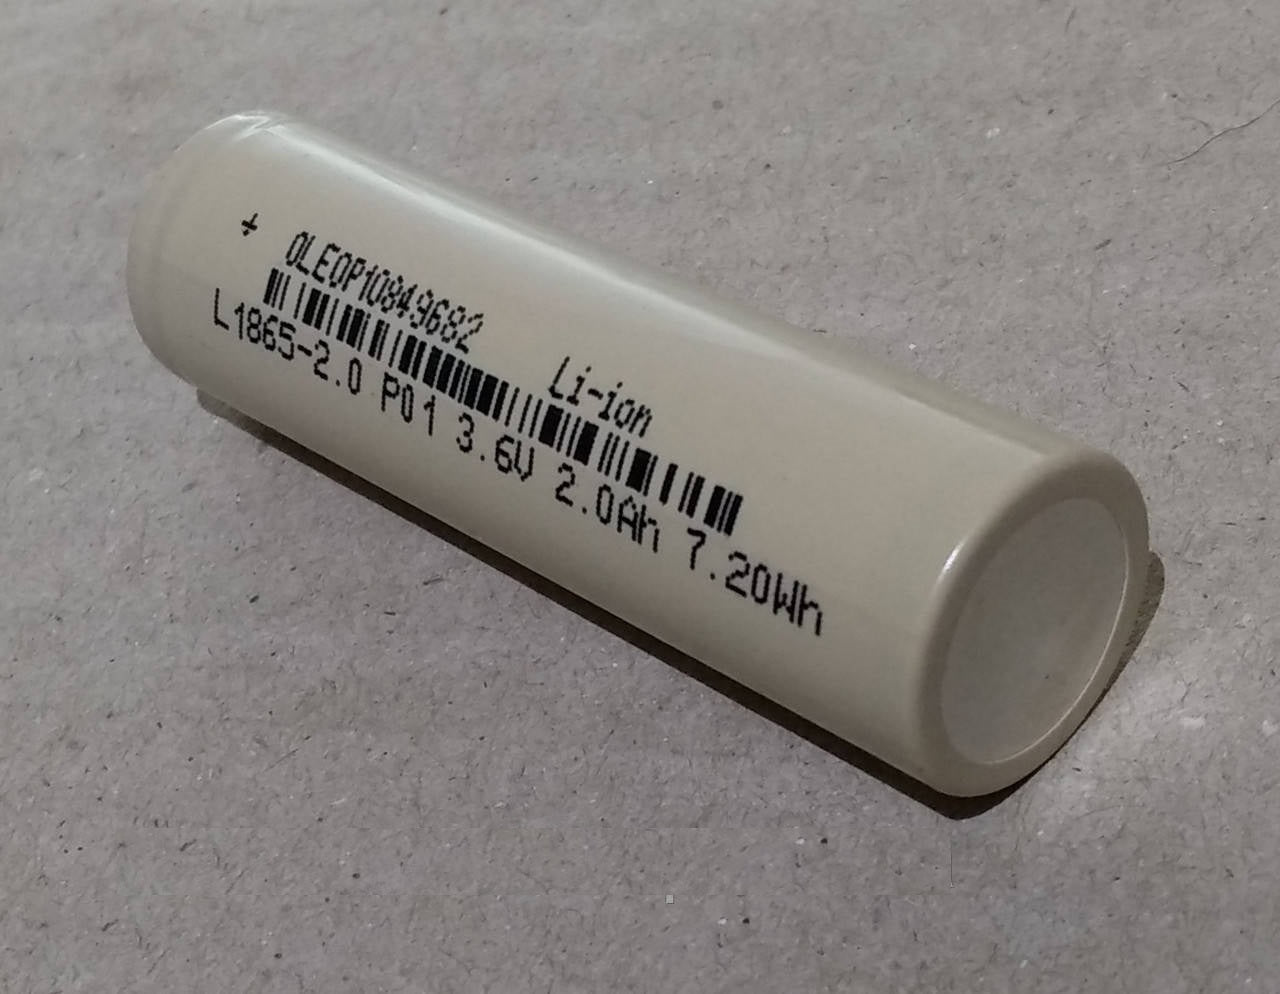 + 0LE0P10849682
Li-ion
L1865-2.0 P01 3.6V 2.0Ah 7.20Wh